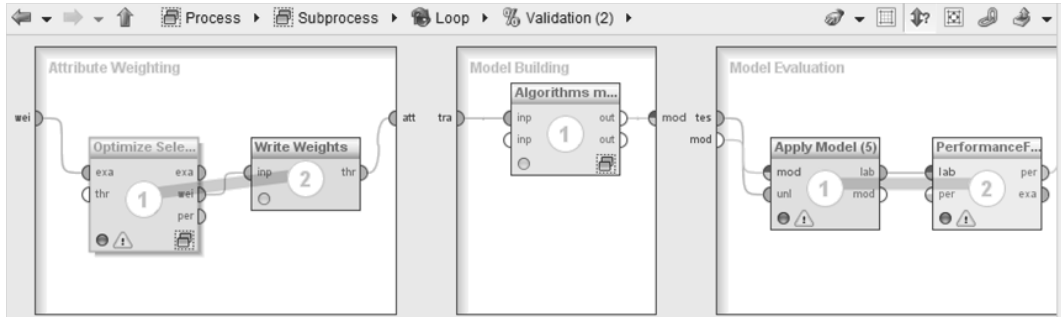 Process Subprocess Loop Validation (2)
Attribute Weighting
wei
att
Optimize Sele...
exa exa
thr wei
per
1
Write Weights
inp thr
2
Model Building
tra
mod
Algorithms m...
inp out
inp out
1
Model Evaluation
tes
mod
Apply Model (5)
mod lab
unl mod
1
PerformanceF...
lab per
per exa
2